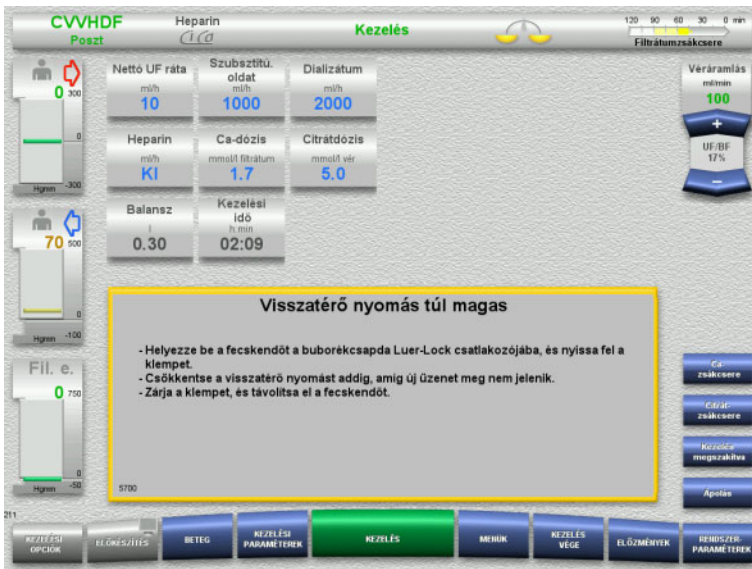 CVVHDF
Poszt
Heparin
Ci Ca
Kezelés
120 90 60 30 0 min
Filtrátumzsákcsere
0 300
0
Hgmm -300
70 500
0
Hgmm -100
Fil. e.
0 750
0
Hgmm -50
Nettó UF ráta
ml/h
10
Szubsztitú.
oldat
ml/h
1000
Dializátum
ml/h
2000
Heparin
ml/h
KI
Ca-dózis
mmol/l filtrátum
1.7
Citrátdózis
mmol/l vér
5.0
Balansz
l
0.30
Kezelési
idő
h:min
02:09
Véráramlás
ml/min
100
+
UF/BF
17%
–
Visszatérő nyomás túl magas
- Helyezze be a fecskendőt a buborékcsapda Luer-Lock csatlakozójába, és nyissa fel a
klempet.
- Csökkentse a visszatérő nyomást addig, amíg új üzenet meg nem jelenik.
- Zárja a klempet, és távolítsa el a fecskendőt.
5700
Ca-
zsákcsere
Citrát-
zsákcsere
Kezelés
megszakítva
Ápolás
211
KEZELÉSI
OPCIÓK
ELŐKÉSZÍTÉS
BETEG
KEZELÉSI
PARAMÉTEREK
KEZELÉS
MENÜK
KEZELÉS
VÉGE
ELŐZMÉNYEK
RENDSZER-
PARAMÉTEREK